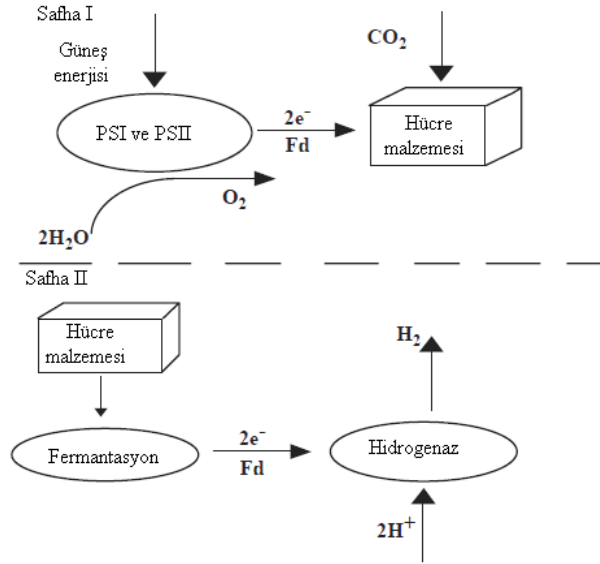 Safha I
Güneş
enerjisi
CO₂
PSI ve PSII
2e⁻
Fd
Hücre
malzemesi
O₂
2H₂O
Safha II
Hücre
malzemesi
H₂
Fermantasyon
2e⁻
Fd
Hidrogenaz
2H⁺